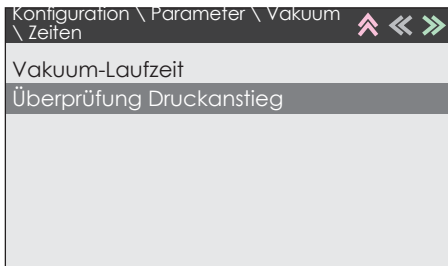 Konfiguration \ Parameter \ Vakuum
\ Zeiten
Vakuum-Laufzeit
Überprüfung Druckanstieg